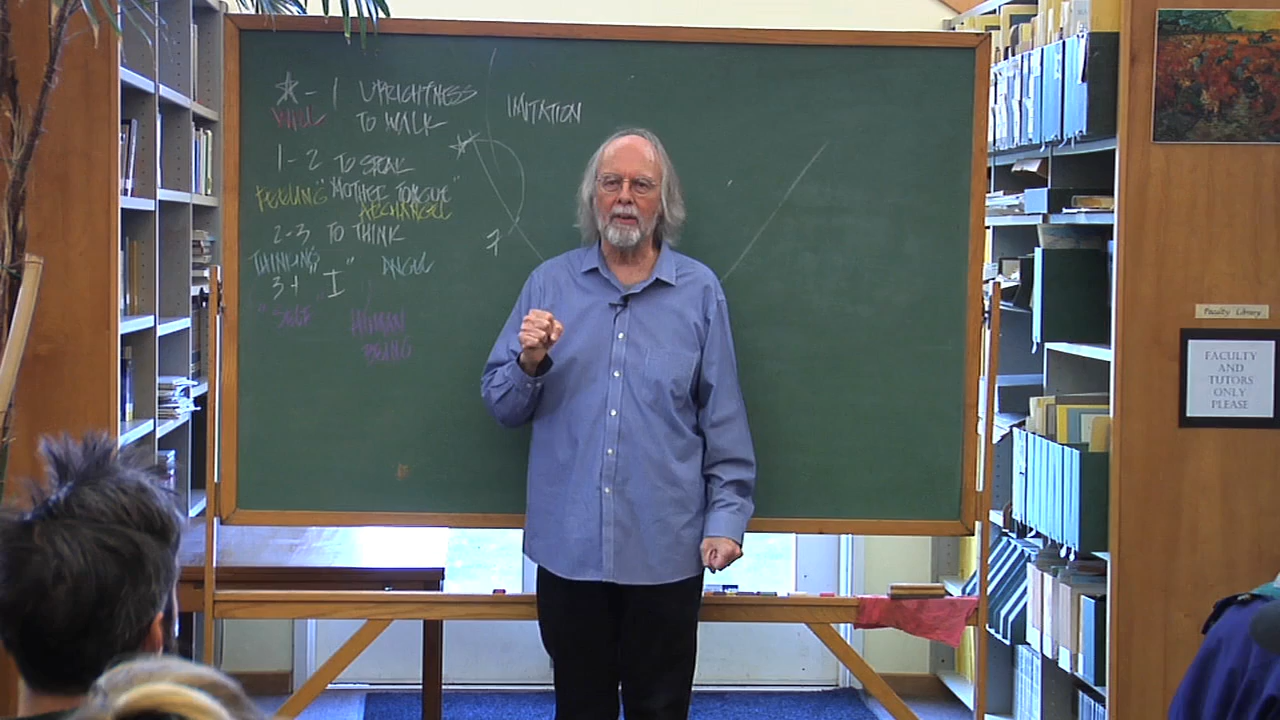 ☆ - 1 UPRIGHTNESS
WILL TO WALK
IMITATION
1-2 TO SPEAK
FEELING "MOTHER TONGUE"
ARCHANGEL
2-3 TO THINK
THINKING ANGEL
3+ "I"
"SELF" HUMAN
BEING
7
Faculty Library
FACULTY
AND
TUTORS
ONLY
PLEASE